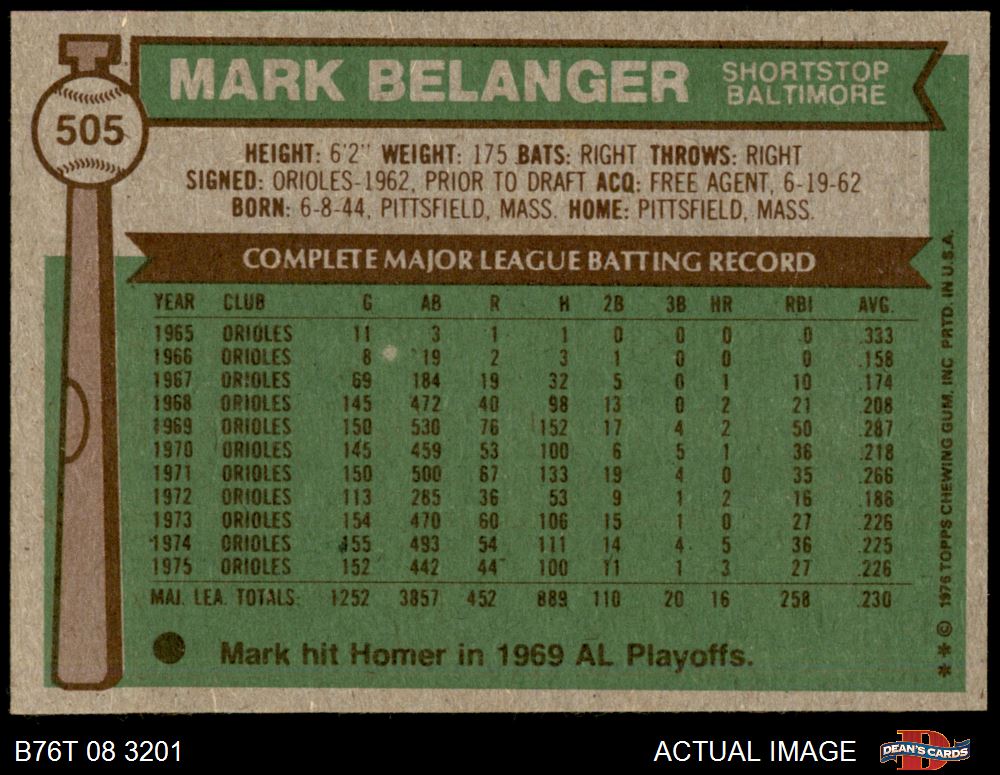 MARK BELANGER SHORTSTOP BALTIMORE
505
HEIGHT: 6'2" WEIGHT: 175 BATS: RIGHT THROWS: RIGHT
SIGNED: ORIOLES-1962, PRIOR TO DRAFT ACQ: FREE AGENT, 6-19-62
BORN: 6-8-44, PITTSFIELD, MASS. HOME: PITTSFIELD, MASS.
COMPLETE MAJOR LEAGUE BATTING RECORD
YEAR CLUB G AB R H 2B 3B HR RBI AVG.
1965 ORIOLES 11 3 1 1 0 0 0 0 .333
1966 ORIOLES 8 19 2 3 1 0 0 0 .158
1967 ORIOLES 69 184 19 32 5 0 1 10 .174
1968 ORIOLES 145 472 40 98 13 0 2 21 .208
1969 ORIOLES 150 530 76 152 17 4 2 50 .287
1970 ORIOLES 145 459 53 100 6 5 1 36 .218
1971 ORIOLES 150 500 67 133 19 4 0 35 .266
1972 ORIOLES 113 285 36 53 9 1 2 16 .186
1973 ORIOLES 154 470 60 106 15 1 0 27 .226
1974 ORIOLES 155 493 54 111 14 4 5 36 .225
1975 ORIOLES 152 442 44 100 11 1 3 27 .226
MAJ. LEA. TOTALS: 1252 3857 452 889 110 20 16 258 .230
Mark hit Homer in 1969 AL Playoffs.
* * © 1976 TOPPS CHEWING GUM, INC. PRTD. IN U.S.A.
B76T 08 3201 ACTUAL IMAGE D DEAN'S CARDS